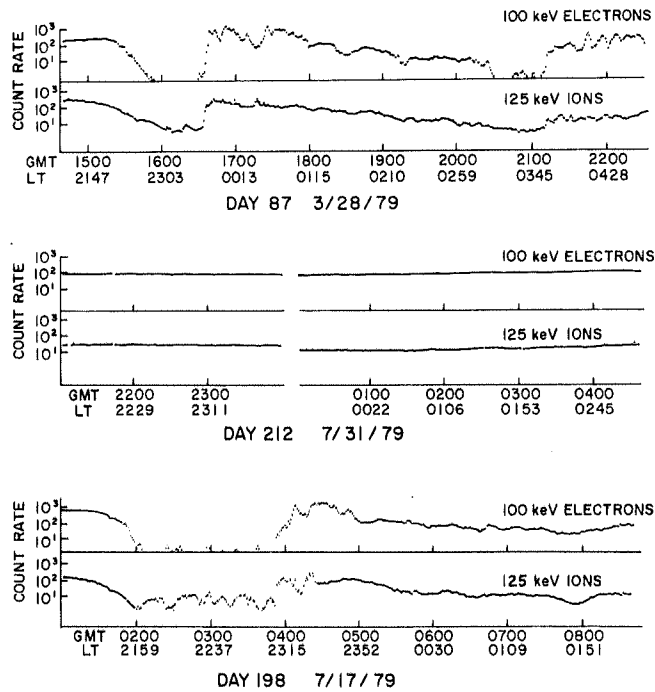 100 keV ELECTRONS
COUNT RATE
10³
10²
10¹
125 keV IONS
10³
10²
10¹
GMT 1500 1600 1700 1800 1900 2000 2100 2200
LT 2147 2303 0013 0115 0210 0259 0345 0428
DAY 87 3/28/79
100 keV ELECTRONS
COUNT RATE
10³
10²
10¹
125 keV IONS
10³
10²
10¹
GMT 2200 2300 0100 0200 0300 0400
LT 2229 2311 0022 0106 0153 0245
DAY 212 7/31/79
100 keV ELECTRONS
COUNT RATE
10³
10²
10¹
125 keV IONS
10³
10²
10¹
GMT 0200 0300 0400 0500 0600 0700 0800
LT 2159 2237 2315 2352 0030 0109 0151
DAY 198 7/17/79